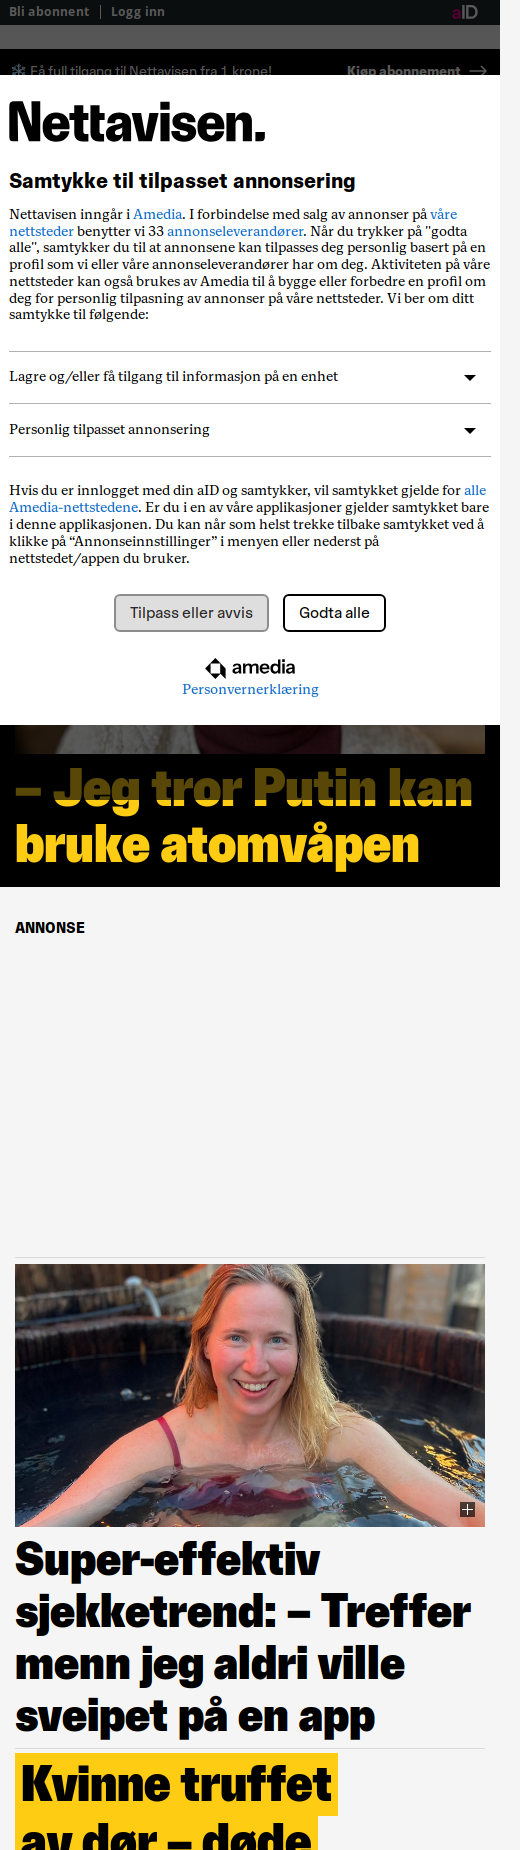 Bli abonnent | Logg inn
aID
Få full tilgang til Nettavisen fra 1 krone!
Kjøp abonnement
Nettavisen.
Samtykke til tilpasset annonsering
Nettavisen inngår i Amedia. I forbindelse med salg av annonser på våre
nettsteder benytter vi 33 annonseleverandører. Når du trykker på "godta
alle", samtykker du til at annonsene kan tilpasses deg personlig basert på en
profil som vi eller våre annonseleverandører har om deg. Aktiviteten på våre
nettsteder kan også brukes av Amedia til å bygge eller forbedre en profil om
deg for personlig tilpasning av annonser på våre nettsteder. Vi ber om ditt
samtykke til følgende:
Lagre og/eller få tilgang til informasjon på en enhet
Personlig tilpasset annonsering
Hvis du er innlogget med din aID og samtykker, vil samtykket gjelde for alle
Amedia-nettstedene. Er du i en av våre applikasjoner gjelder samtykket bare
i denne applikasjonen. Du kan når som helst trekke tilbake samtykket ved å
klikke på “Annonseinnstillinger” i menyen eller nederst på
nettstedet/appen du bruker.
Tilpass eller avvis
Godta alle
amedia
Personvernerklæring
– Jeg tror Putin kan
bruke atomvåpen
ANNONSE
Super-effektiv
sjekketrend: – Treffer
menn jeg aldri ville
sveipet på en app
Kvinne truffet
av dør – døde